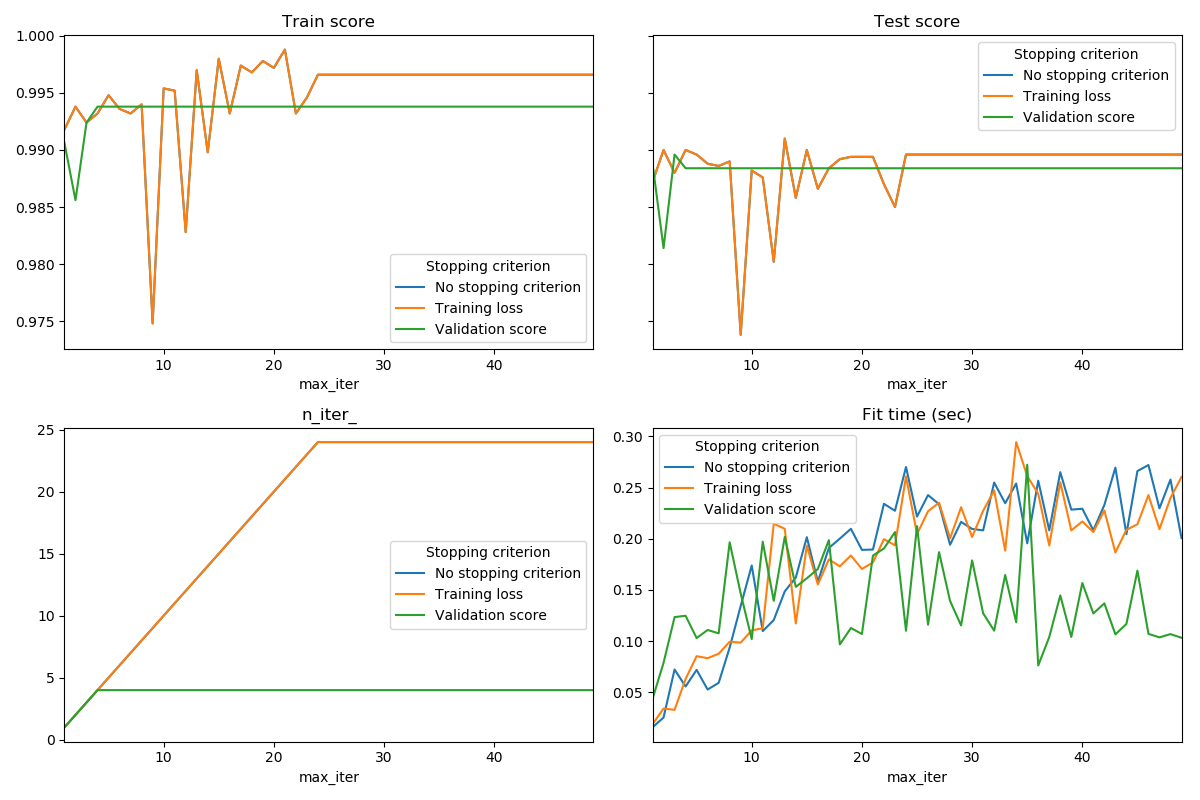 Train score
1.000
0.995
0.990
0.985
0.980
0.975
Stopping criterion
No stopping criterion
Training loss
Validation score
10
20
30
40
max_iter
Test score
Stopping criterion
No stopping criterion
Training loss
Validation score
10
20
30
40
max_iter
n_iter_
25
20
15
10
5
0
Stopping criterion
No stopping criterion
Training loss
Validation score
10
20
30
40
max_iter
Fit time (sec)
0.30
0.25
0.20
0.15
0.10
0.05
Stopping criterion
No stopping criterion
Training loss
Validation score
10
20
30
40
max_iter